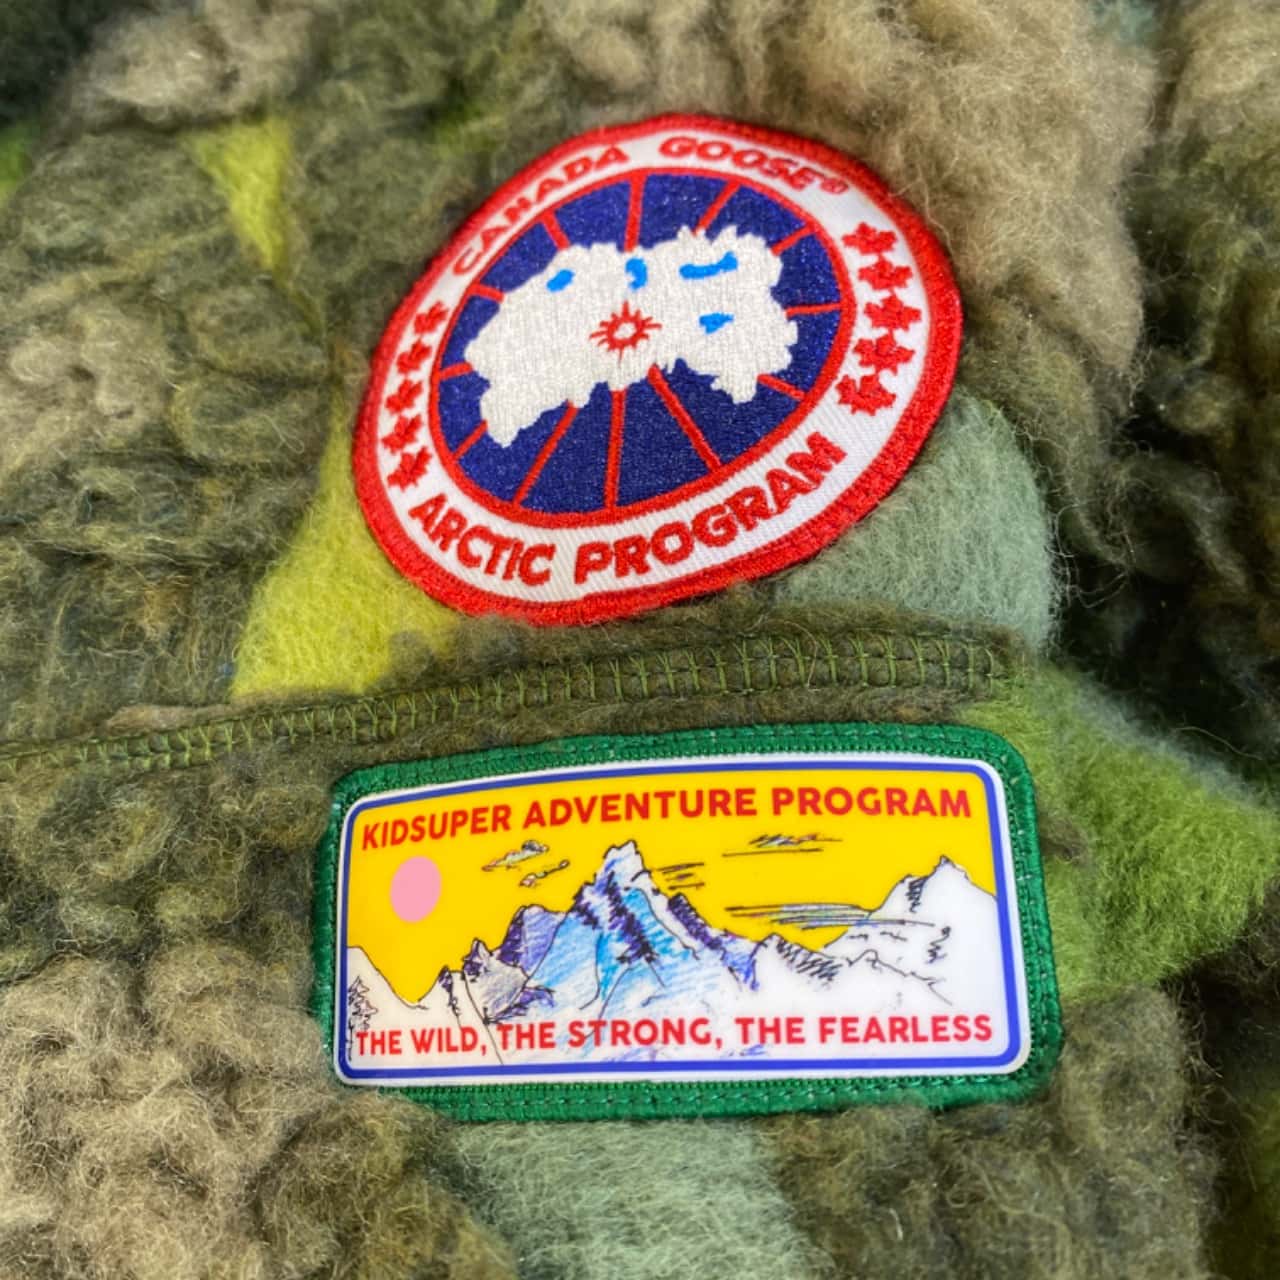 CANADA GOOSE®
ARCTIC PROGRAM
KIDSUPER ADVENTURE PROGRAM
THE WILD, THE STRONG, THE FEARLESS